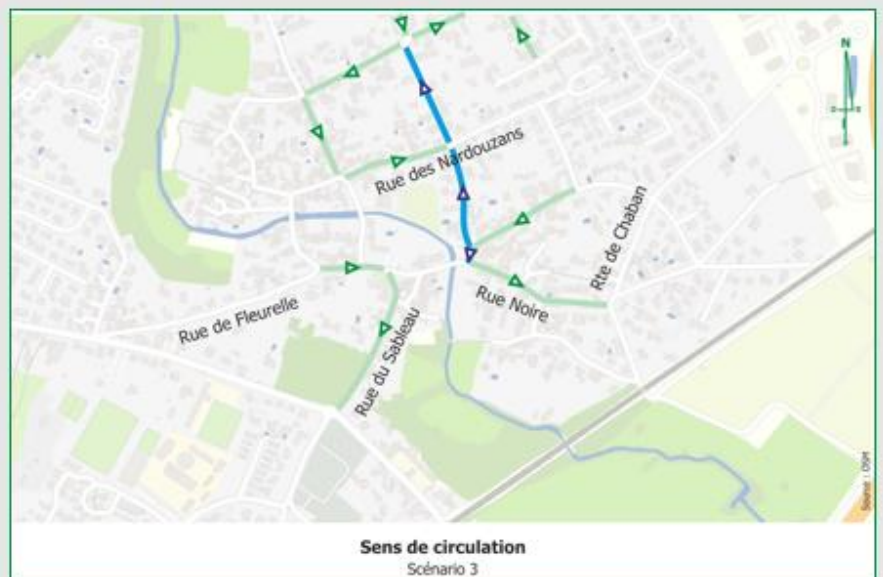 N
Rue des Nardouzans
Rte de Chaban
Rue Noire
Rue de Fleurelle
Rue du Sableau
Source : OSM
Sens de circulation
Scénario 3